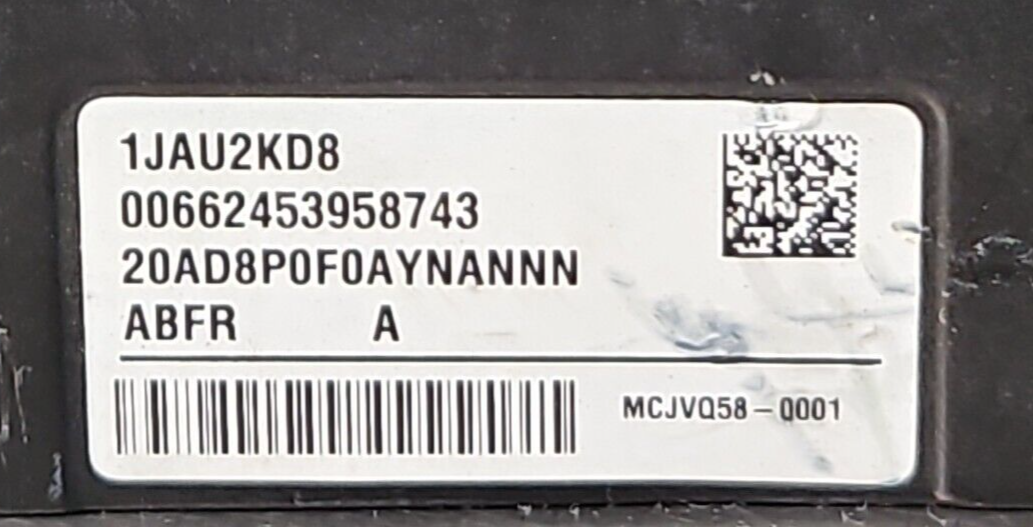 1JAU2KD8
00662453958743
20AD8P0F0AYNANNN
ABFR A
MCJVQ58-0001